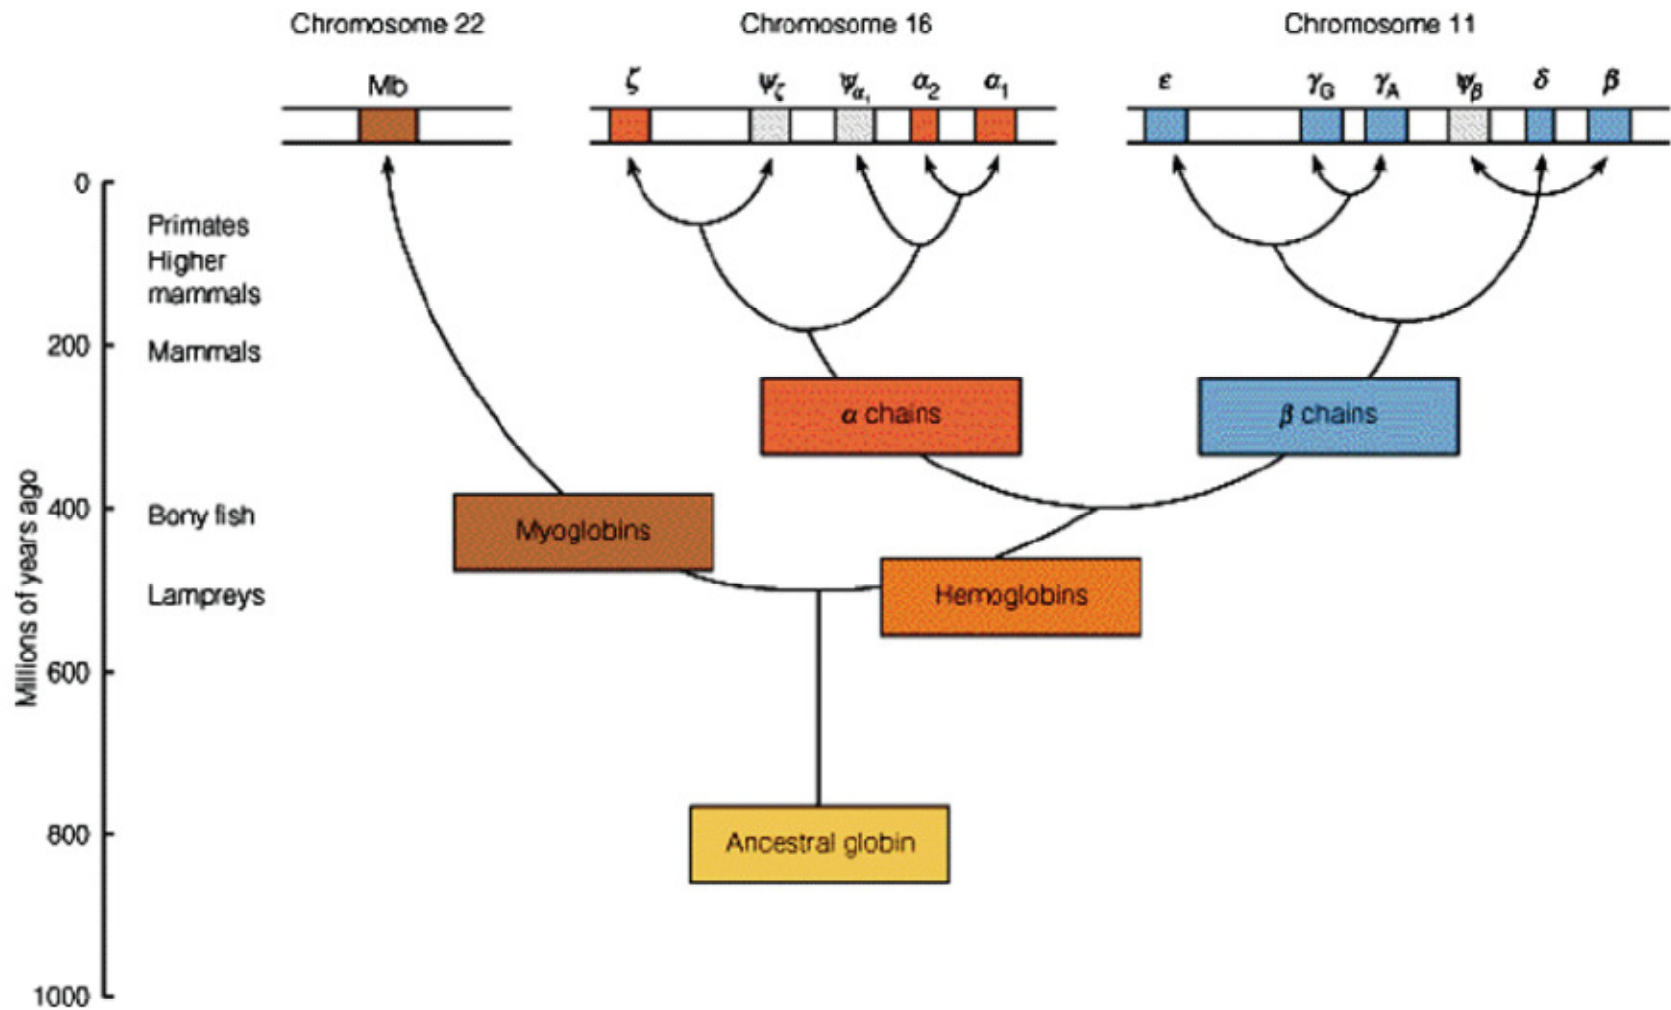 Chromosome 22
Chromosome 16
Chromosome 11
Mb
ζ
ψζ
ψα₁
α₂
α₁
ε
γG
γA
ψβ
δ
β
0
Primates
Higher
mammals
200
Mammals
α chains
β chains
400
Bony fish
Myoglobins
Lampreys
Hemoglobins
Millions of years ago
600
800
Ancestral globin
1000